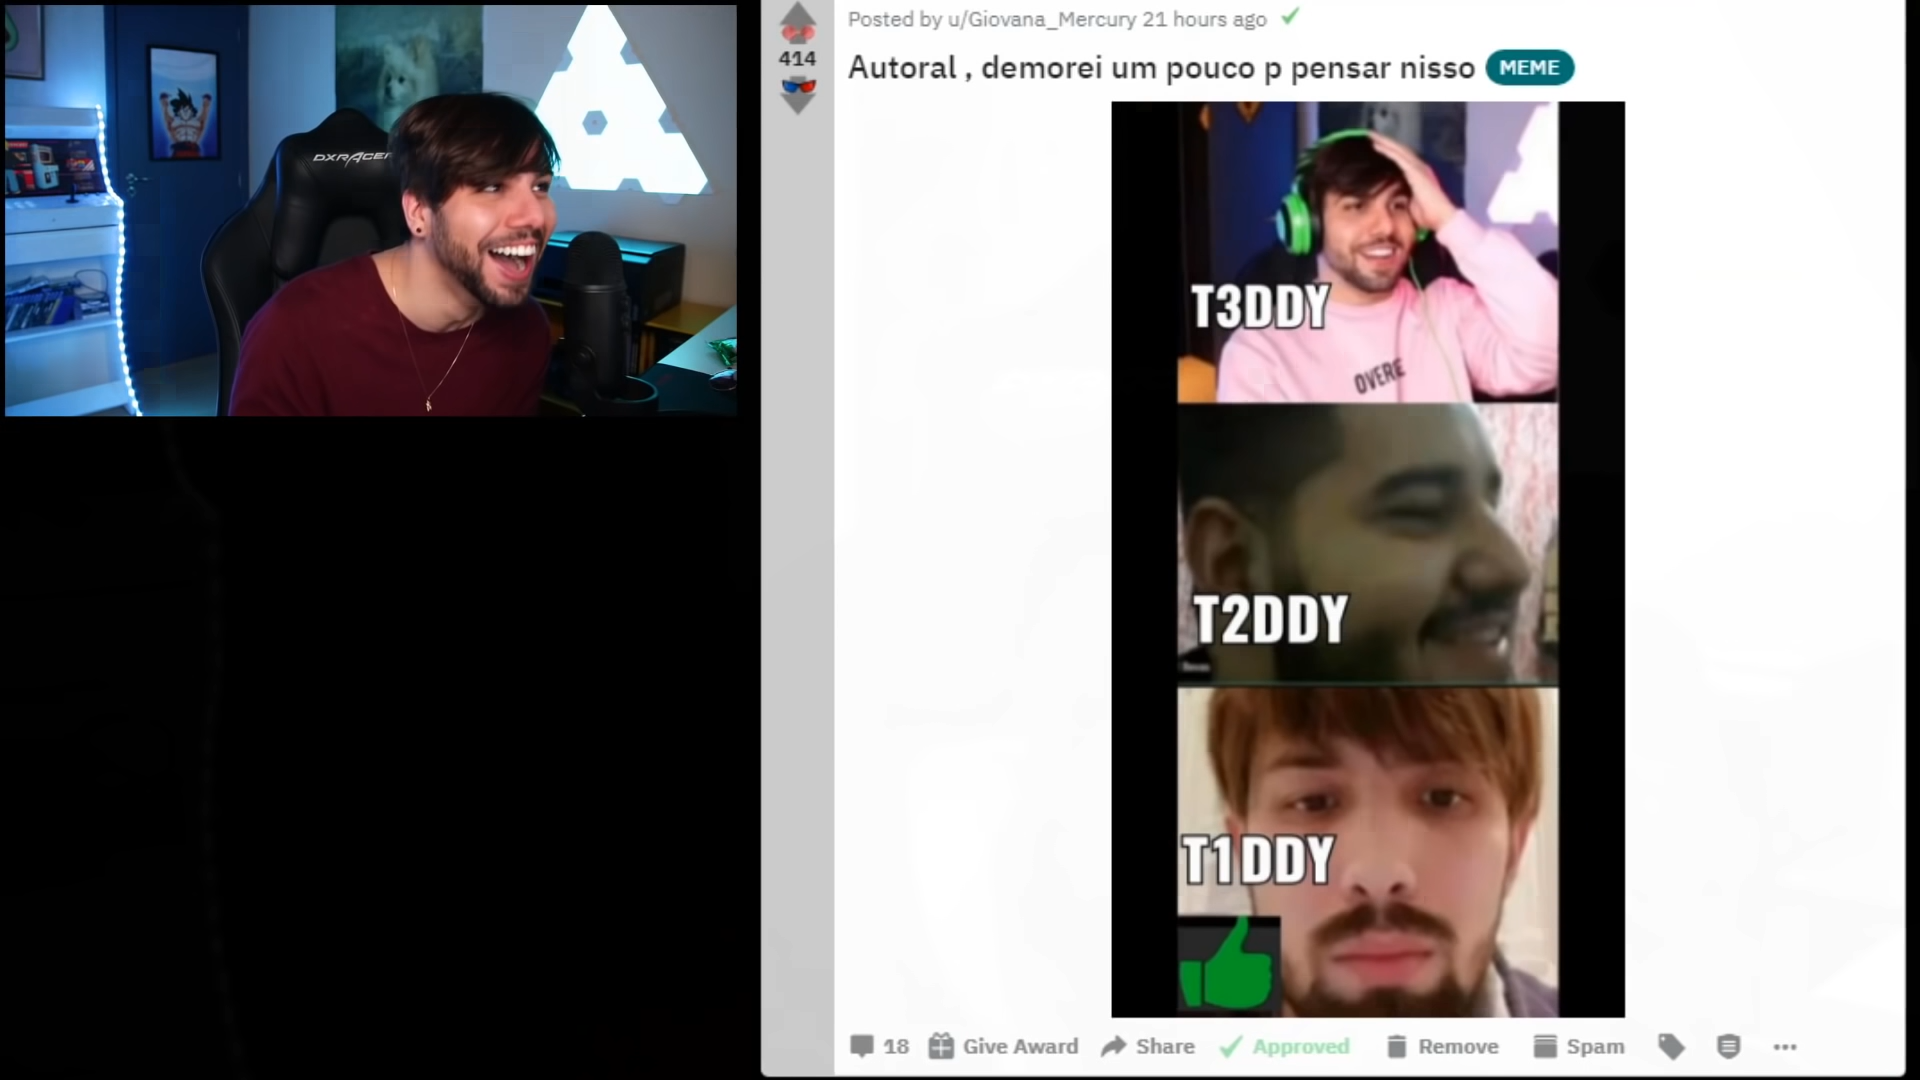 DXRACER
414
Posted by u/Giovana_Mercury 21 hours ago
Autoral , demorei um pouco p pensar nisso MEME
T3DDY
OVERE
T2DDY
T1DDY
18 Give Award Share Approved Remove Spam